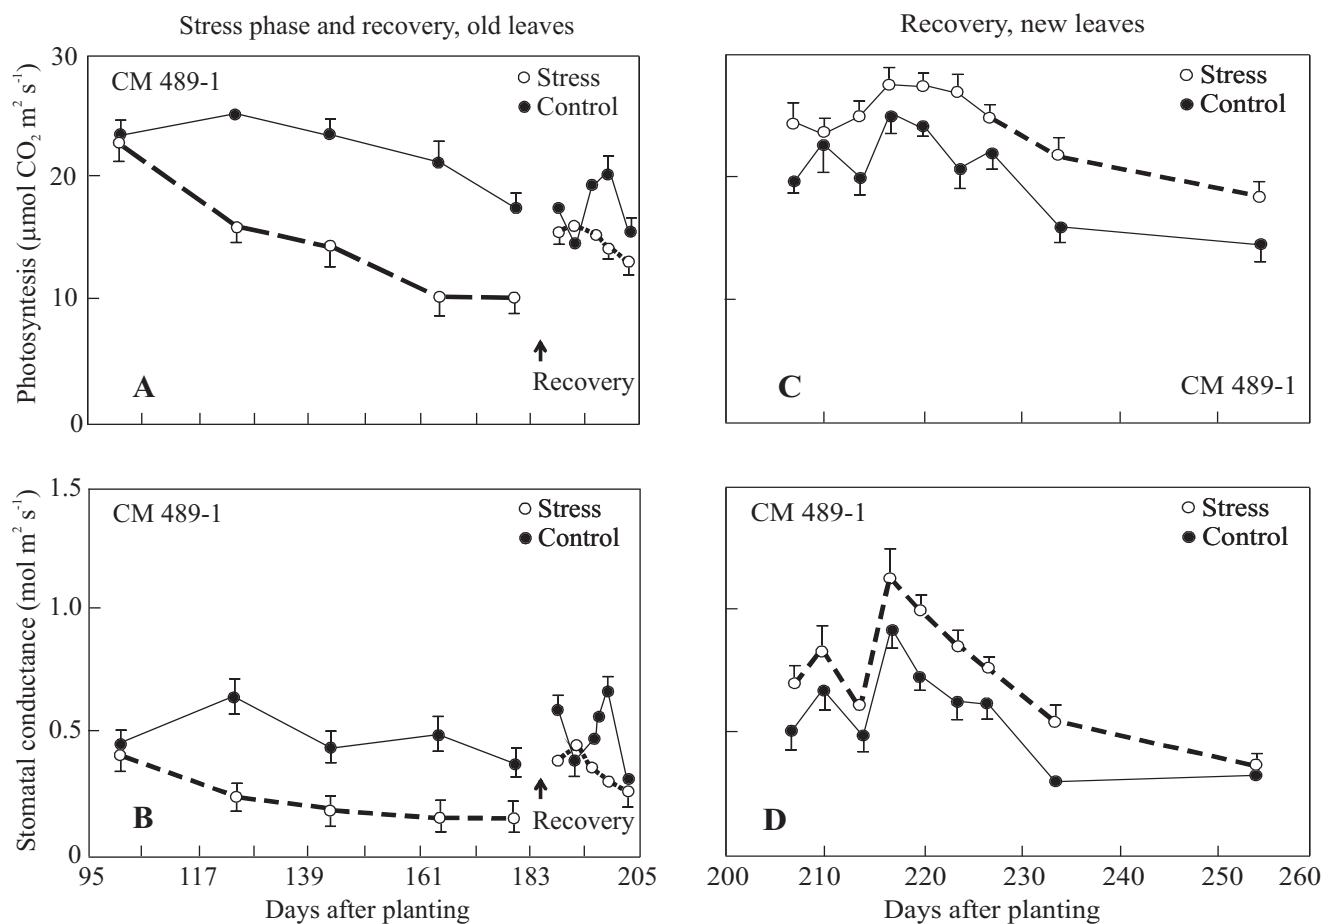 Stress phase and recovery, old leaves
Recovery, new leaves
Photosyntesis (μmol CO₂ m² s⁻¹)
30
20
10
0
CM 489-1
Stress
Control
A
Recovery
Stress
Control
C
CM 489-1
Stomatal conductance (mol m² s⁻¹)
1.5
1.0
0.5
0
CM 489-1
Stress
Control
B
Recovery
95 117 139 161 183 205
Days after planting
CM 489-1
Stress
Control
D
200 210 220 230 240 250 260
Days after planting